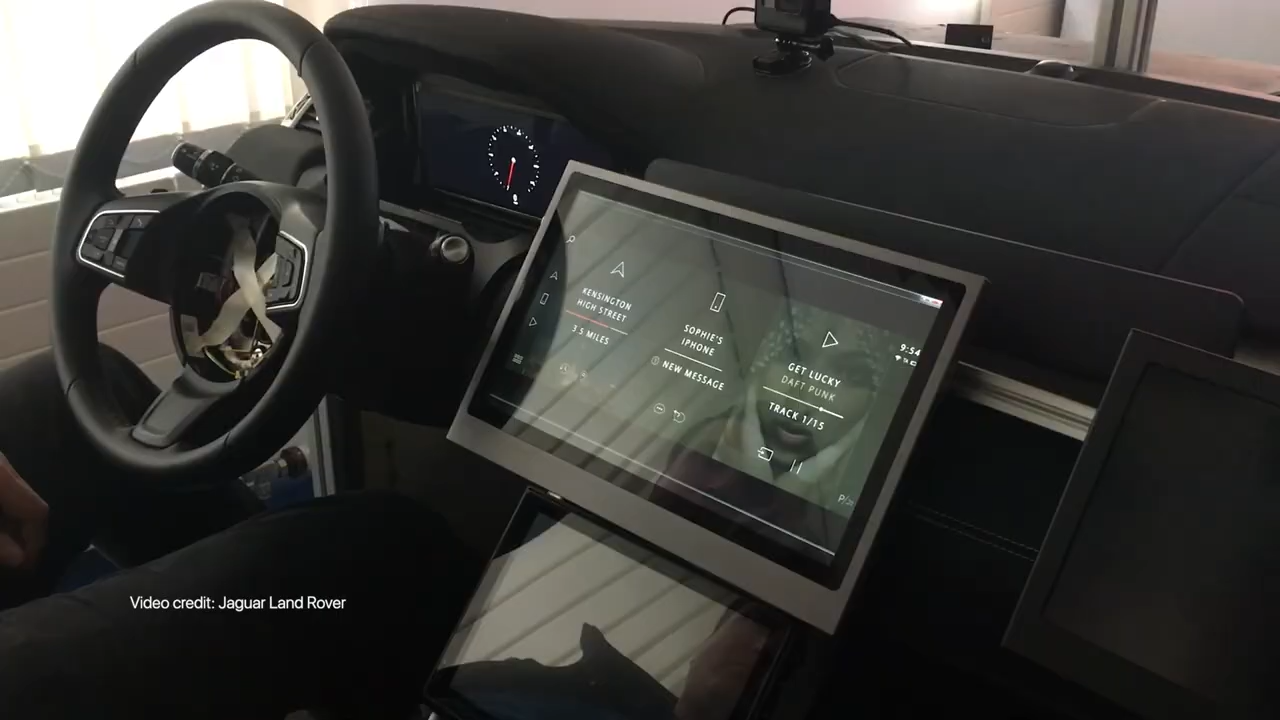 KENSINGTON
HIGH STREET
3.5 MILES
SOPHIE'S
IPHONE
NEW MESSAGE
GET LUCKY
DAFT PUNK
TRACK 1/15
9:54
Video credit: Jaguar Land Rover